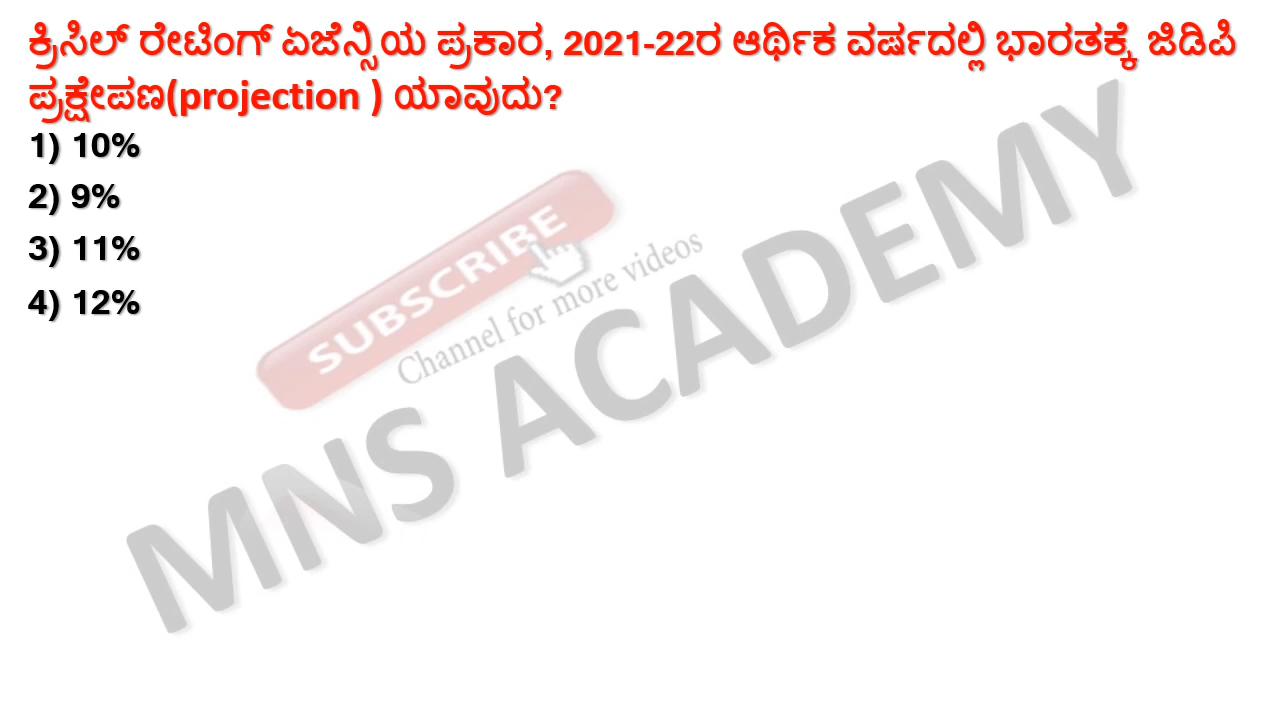 ಕ್ರಿಸಿಲ್ ರೇಟಿಂಗ್ ಏಜೆನ್ಸಿಯ ಪ್ರಕಾರ, 2021-22ರ ಆರ್ಥಿಕ ವರ್ಷದಲ್ಲಿ ಭಾರತಕ್ಕೆ ಜಿಡಿಪಿ
ಪ್ರಕ್ಷೇಪಣ(projection ) ಯಾವುದು?
1) 10%
2) 9%
3) 11%
4) 12%
SUBSCRIBE
Channel for more videos
MNS ACADEMY